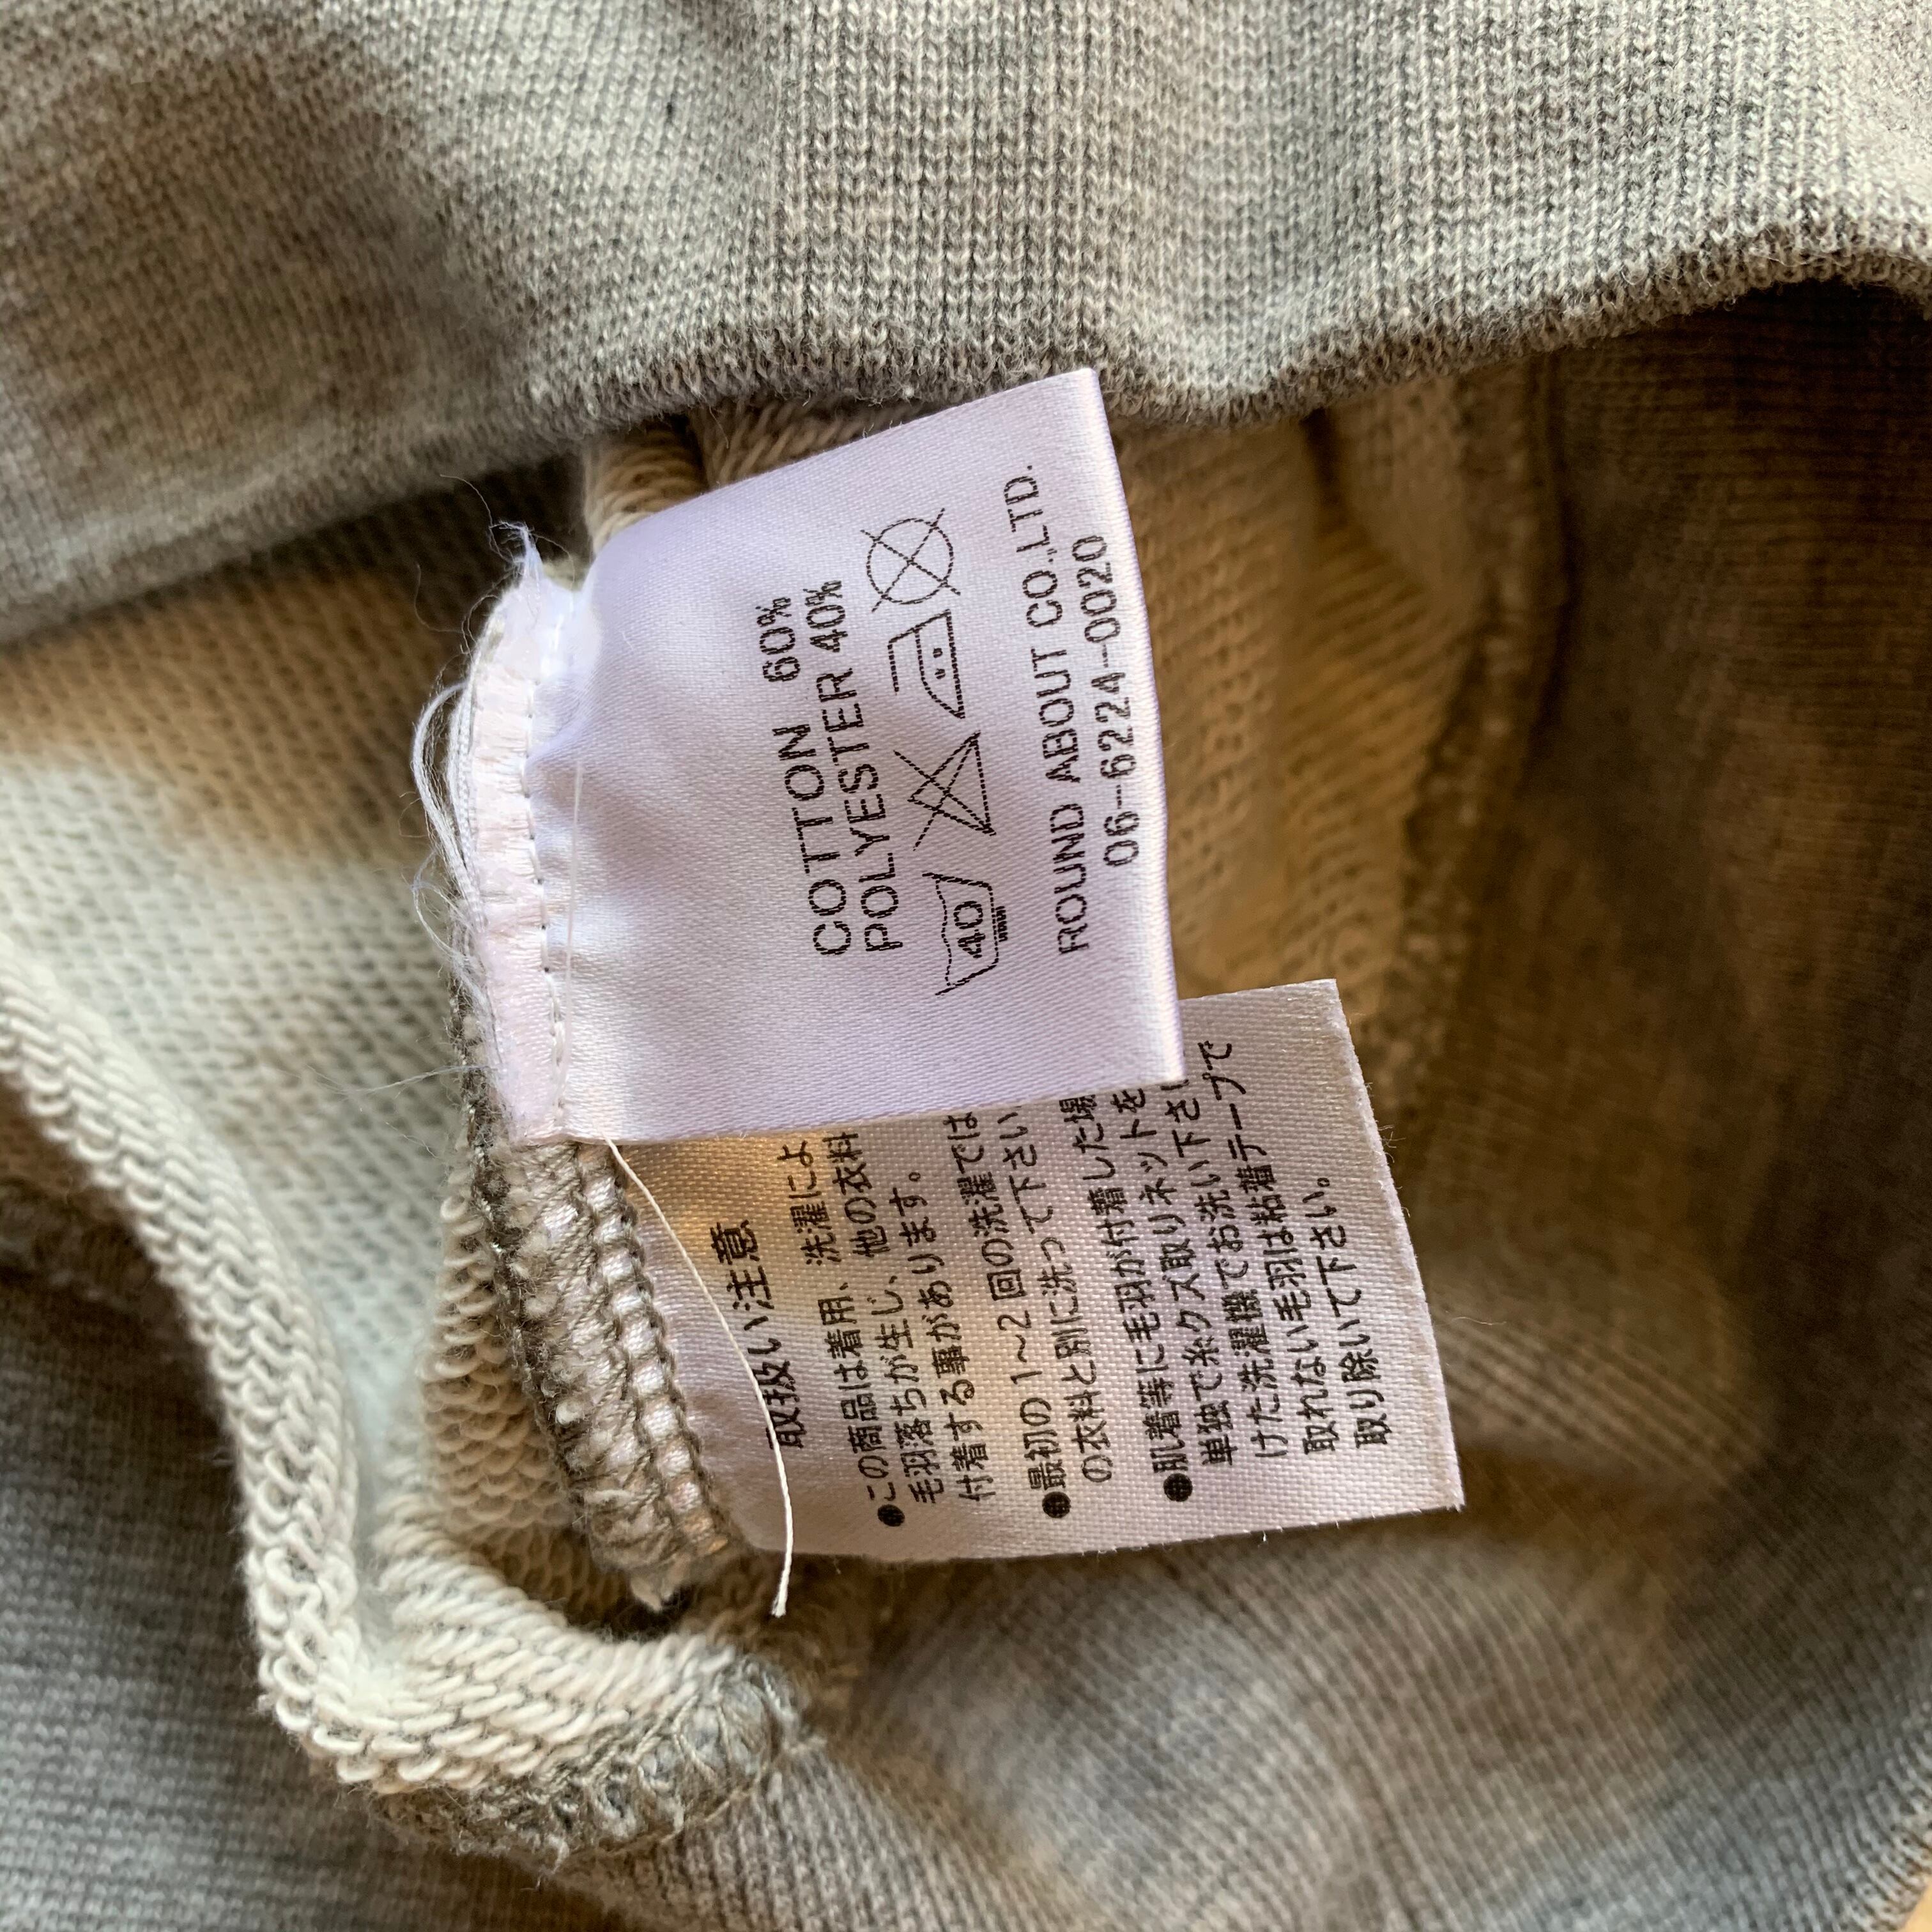 COTTON 60%
POLYESTER 40%
40
ROUND ABOUT CO.,LTD.
06-6224-0020
取扱い注意
●この商品は着用、洗濯によ
毛羽落ちが生じ、他の衣料
付着する事があります。
●最初の1～2回の洗濯では
の衣料と別に洗って下さい
●肌着等に毛羽が付着した場
単独で糸クズ取りネットを
けた洗濯機でお洗い下さい
取れない毛羽は粘着テープで
取り除いて下さい。